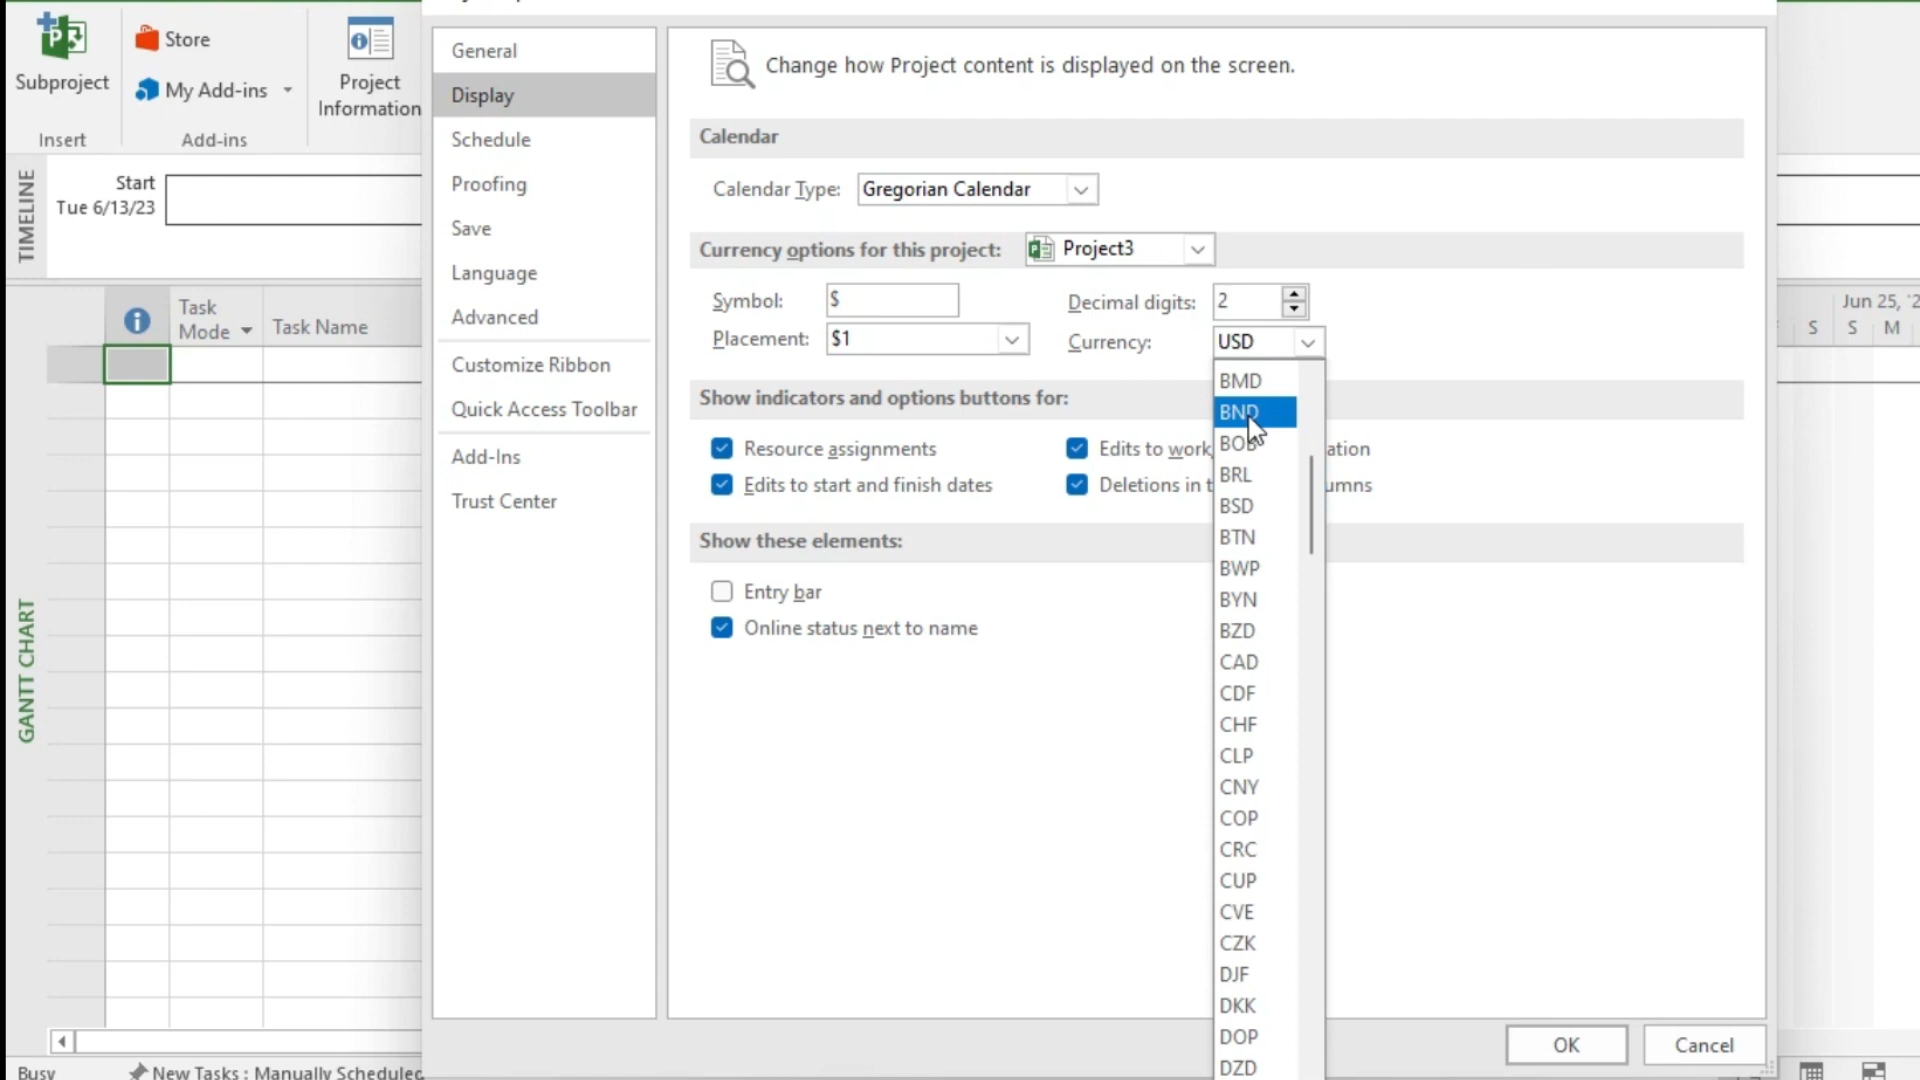 Subproject
Store
My Add-ins
Project
Information
Insert
Add-ins
TIMELINE
Start
Tue 6/13/23
Task
Mode
Task Name
GANTT CHART
Busy
New Tasks : Manually Scheduled
General
Display
Schedule
Proofing
Save
Language
Advanced
Customize Ribbon
Quick Access Toolbar
Add-Ins
Trust Center
Change how Project content is displayed on the screen.
Calendar
Calendar Type: Gregorian Calendar
Currency options for this project: Project3
Symbol: $
Decimal digits: 2
Placement: $1
Currency: USD
Show indicators and options buttons for:
Resource assignments
Edits to work,
Edits to start and finish dates
Deletions in
Show these elements:
Entry bar
Online status next to name
BMD
BND
BOB
BRL
BSD
BTN
BWP
BYN
BZD
CAD
CDF
CHF
CLP
CNY
COP
CRC
CUP
CVE
CZK
DJF
DKK
DOP
DZD
OK
Cancel
Jun 25, '2
S S M